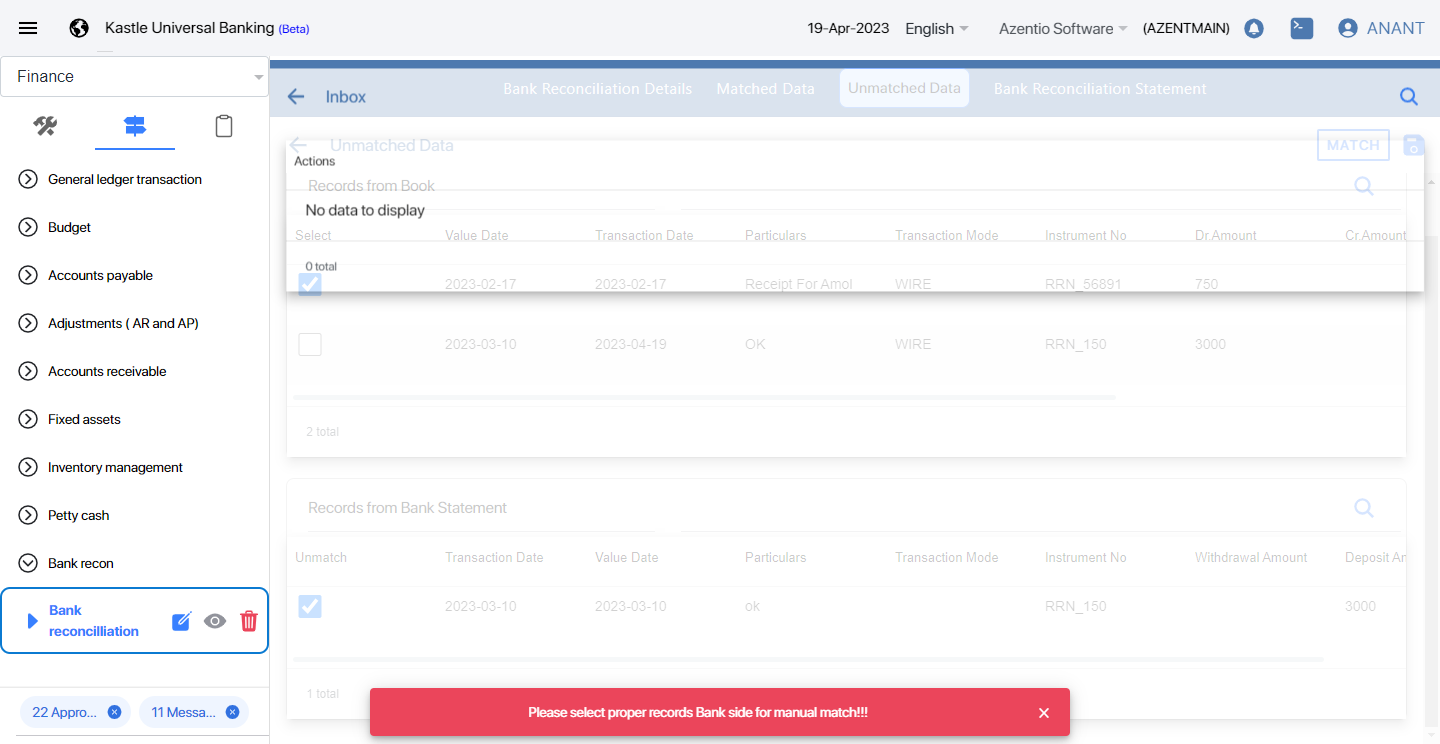 Kastle Universal Banking (Beta)
19-Apr-2023 English Azentio Software (AZENTMAIN) ANANT
Finance
General ledger transaction
Budget
Accounts payable
Adjustments ( AR and AP)
Accounts receivable
Fixed assets
Inventory management
Petty cash
Bank recon
Bank
reconcilliation
22 Appro... 11 Messa...
Inbox
Bank Reconciliation Details Matched Data Unmatched Data Bank Reconciliation Statement
Unmatched Data
MATCH
Actions
Records from Book
No data to display
Select Value Date Transaction Date Particulars Transaction Mode Instrument No Dr.Amount Cr.Amount
0 total
2023-02-17 2023-02-17 Receipt For Amol WIRE RRN_56891 750
2023-03-10 2023-04-19 OK WIRE RRN_150 3000
2 total
Records from Bank Statement
Unmatch Transaction Date Value Date Particulars Transaction Mode Instrument No Withdrawal Amount Deposit Am
2023-03-10 2023-03-10 ok RRN_150 3000
1 total
Please select proper records Bank side for manual match!!!